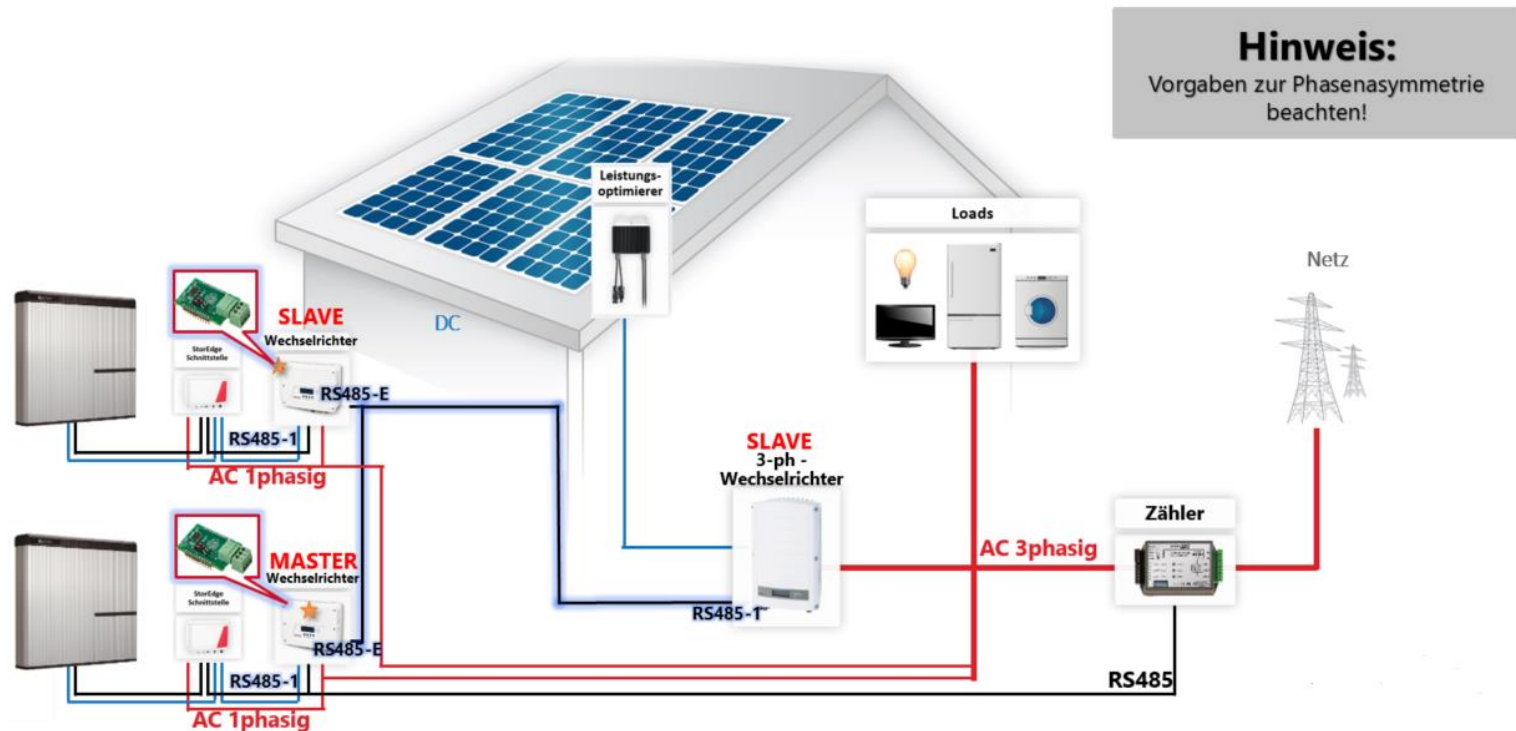 Hinweis:
Vorgaben zur Phasenasymmetrie
beachten!
Leistungs-
optimierer
Loads
Netz
DC
SLAVE
Wechselrichter
StorEdge
Schnittstelle
RS485-E
RS485-1
AC 1phasig
SLAVE
3-ph -
Wechselrichter
RS485-1
AC 3phasig
Zähler
MASTER
Wechselrichter
StorEdge
Schnittstelle
RS485-E
RS485-1
AC 1phasig
RS485